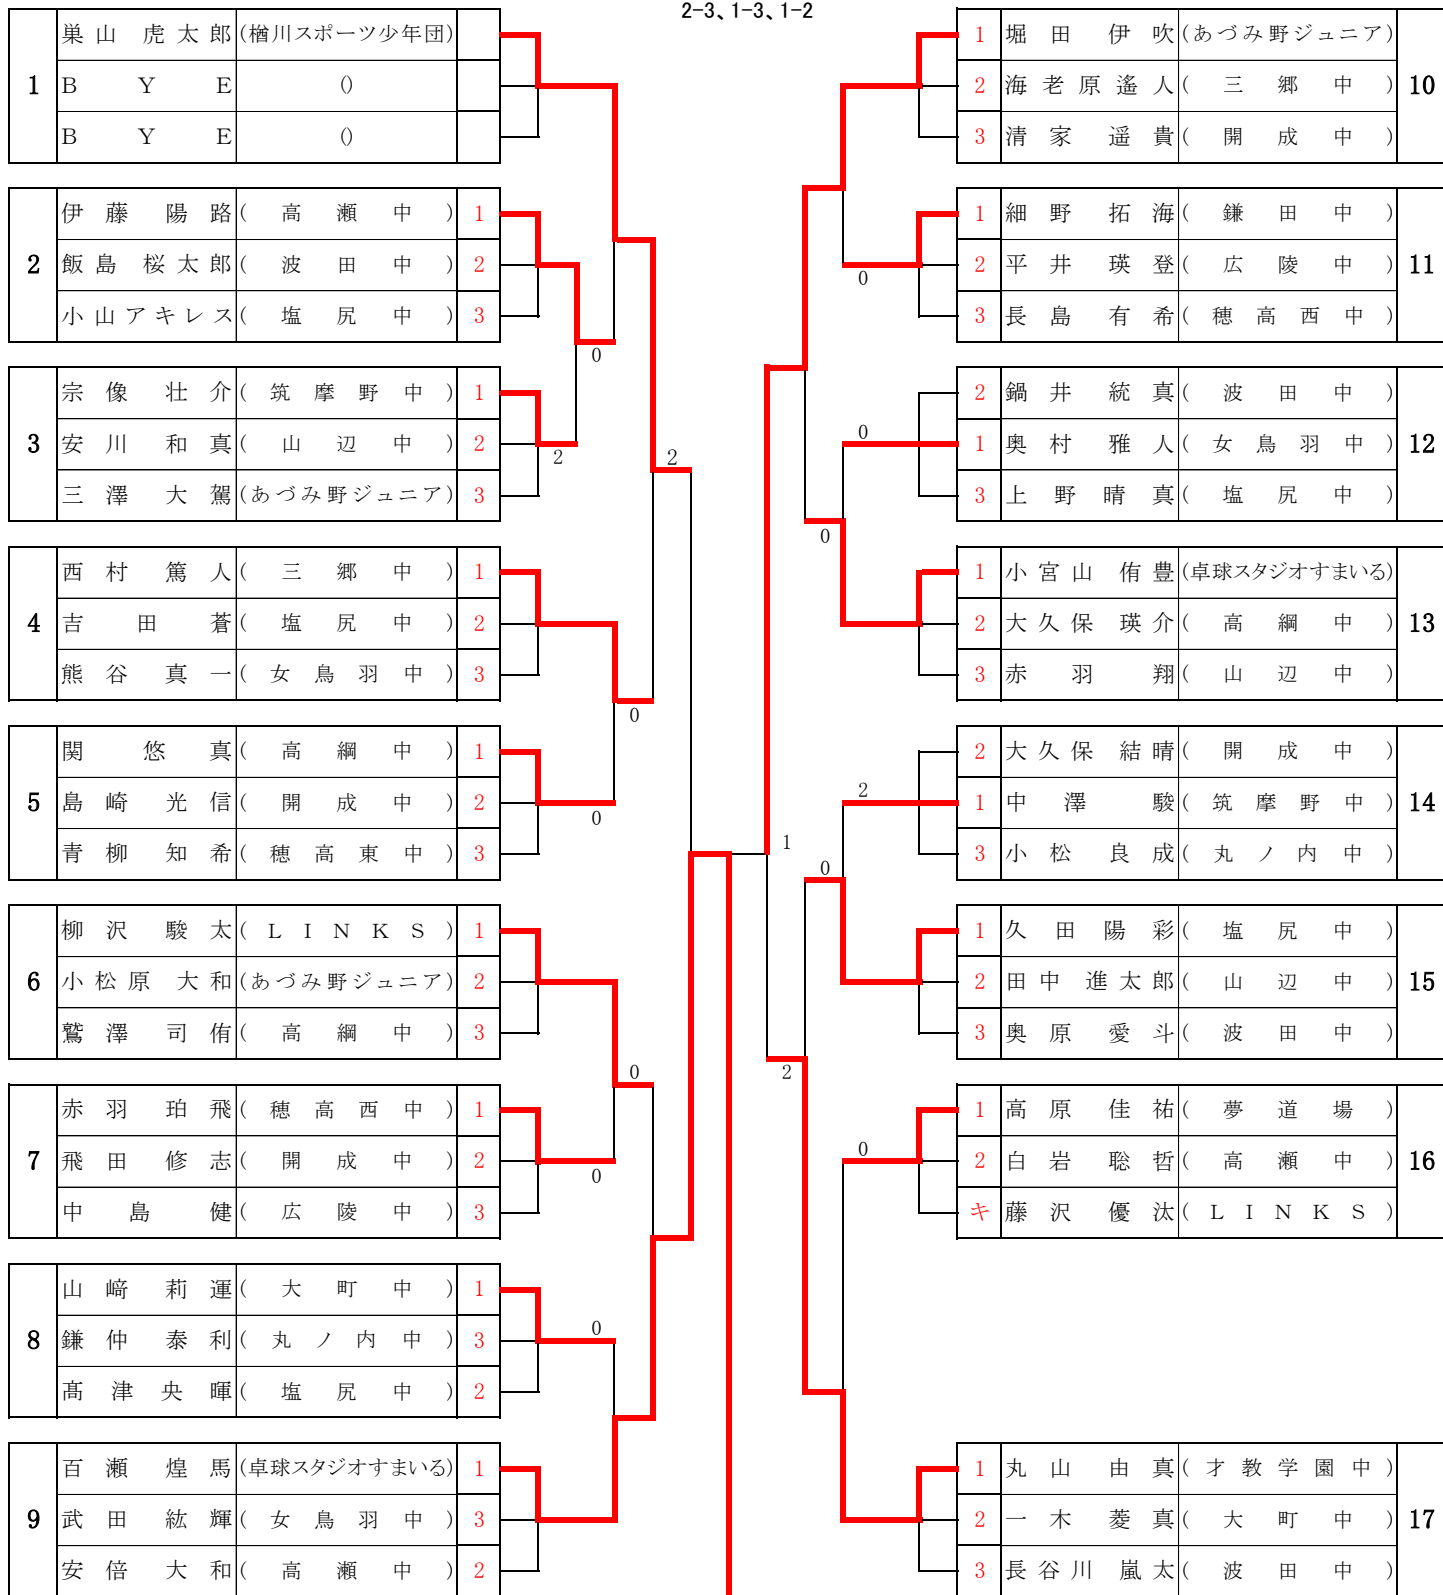 2-3、1-3、1-2
1
巣山 虎太郎 (楢川スポーツ少年団)
B Y E ()
B Y E ()
2
伊藤 陽路 (高瀬中) 1
飯島 桜太郎 (波田中) 2
小山アキレス (塩尻中) 3
0
3
宗像 壮介 (筑摩野中) 1
安川 和真 (山辺中) 2
三澤 大駕 (あづみ野ジュニア) 3
2
2
4
西村 篤人 (三郷中) 1
吉田 蒼 (塩尻中) 2
熊谷 真一 (女鳥羽中) 3
0
5
関 悠真 (高綱中) 1
島崎 光信 (開成中) 2
青柳 知希 (穂高東中) 3
0
6
柳沢 駿太 (LINKS) 1
小松原 大和 (あづみ野ジュニア) 2
鷲澤 司侑 (高綱中) 3
0
7
赤羽 珀飛 (穂高西中) 1
飛田 修志 (開成中) 2
中島 健 (広陵中) 3
0
8
山﨑 莉運 (大町中) 1
鎌仲 泰利 (丸ノ内中) 3
髙津 央暉 (塩尻中) 2
0
9
百瀬 煌馬 (卓球スタジオすまいる) 1
武田 紘輝 (女鳥羽中) 3
安倍 大和 (高瀬中) 2
1 堀田 伊吹 (あづみ野ジュニア)
2 海老原遙人 (三郷中)
3 清家 遥貴 (開成中)
10
1 細野 拓海 (鎌田中)
2 平井 瑛登 (広陵中)
3 長島 有希 (穂高西中)
11
0
2 鍋井 統真 (波田中)
1 奥村 雅人 (女鳥羽中)
3 上野晴真 (塩尻中)
12
0
0
1 小宮山 侑豊 (卓球スタジオすまいる)
2 大久保 瑛介 (高綱中)
3 赤羽 翔 (山辺中)
13
2 大久保 結晴 (開成中)
1 中澤 駿 (筑摩野中)
3 小松 良成 (丸ノ内中)
14
2
1
0
1 久田陽彩 (塩尻中)
2 田中 進太郎 (山辺中)
3 奥原 愛斗 (波田中)
15
2
1 高原 佳祐 (夢道場)
2 白岩 聡哲 (高瀬中)
キ 藤沢 優汰 (LINKS)
16
0
1 丸山 由真 (才教学園中)
2 一木 菱真 (大町中)
3 長谷川 嵐太 (波田中)
17